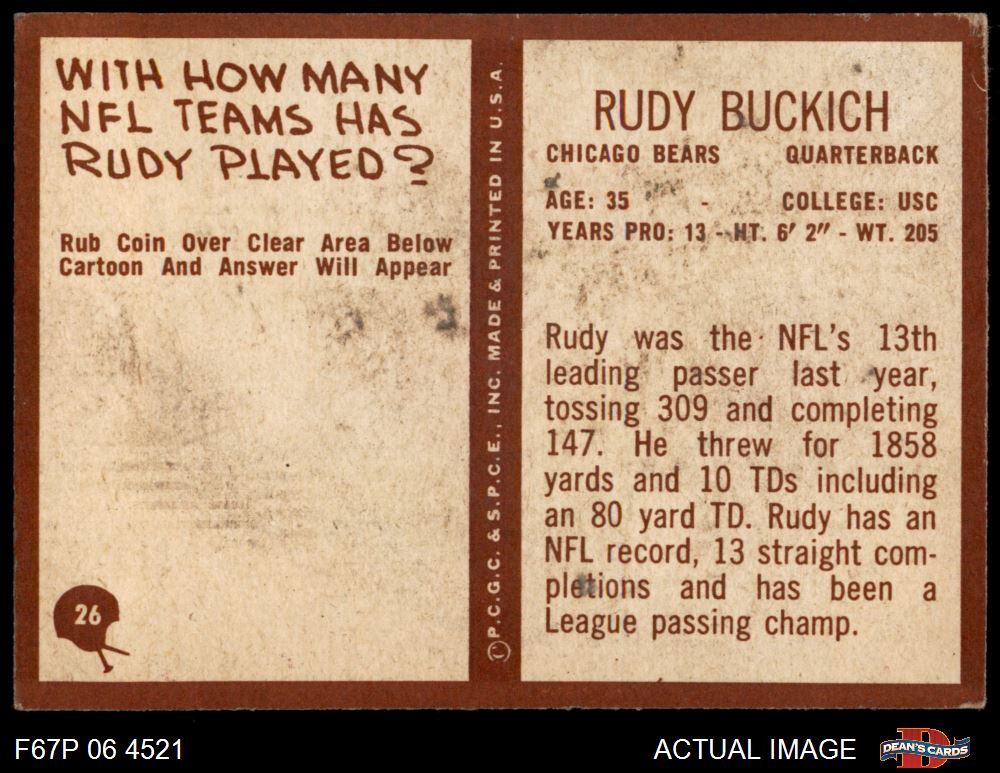 WITH HOW MANY
NFL TEAMS HAS
RUDY PLAYED?
Rub Coin Over Clear Area Below
Cartoon And Answer Will Appear
26
© P.C.G.C. & S.P.C.E., INC. MADE & PRINTED IN U.S.A.
RUDY BUCKICH
CHICAGO BEARS QUARTERBACK
AGE: 35 - COLLEGE: USC
YEARS PRO: 13 - HT. 6' 2" - WT. 205
Rudy was the NFL's 13th
leading passer last year,
tossing 309 and completing
147. He threw for 1858
yards and 10 TDs including
an 80 yard TD. Rudy has an
NFL record, 13 straight com-
pletions and has been a
League passing champ.
F67P 06 4521
ACTUAL IMAGE
D
DEAN'S CARDS